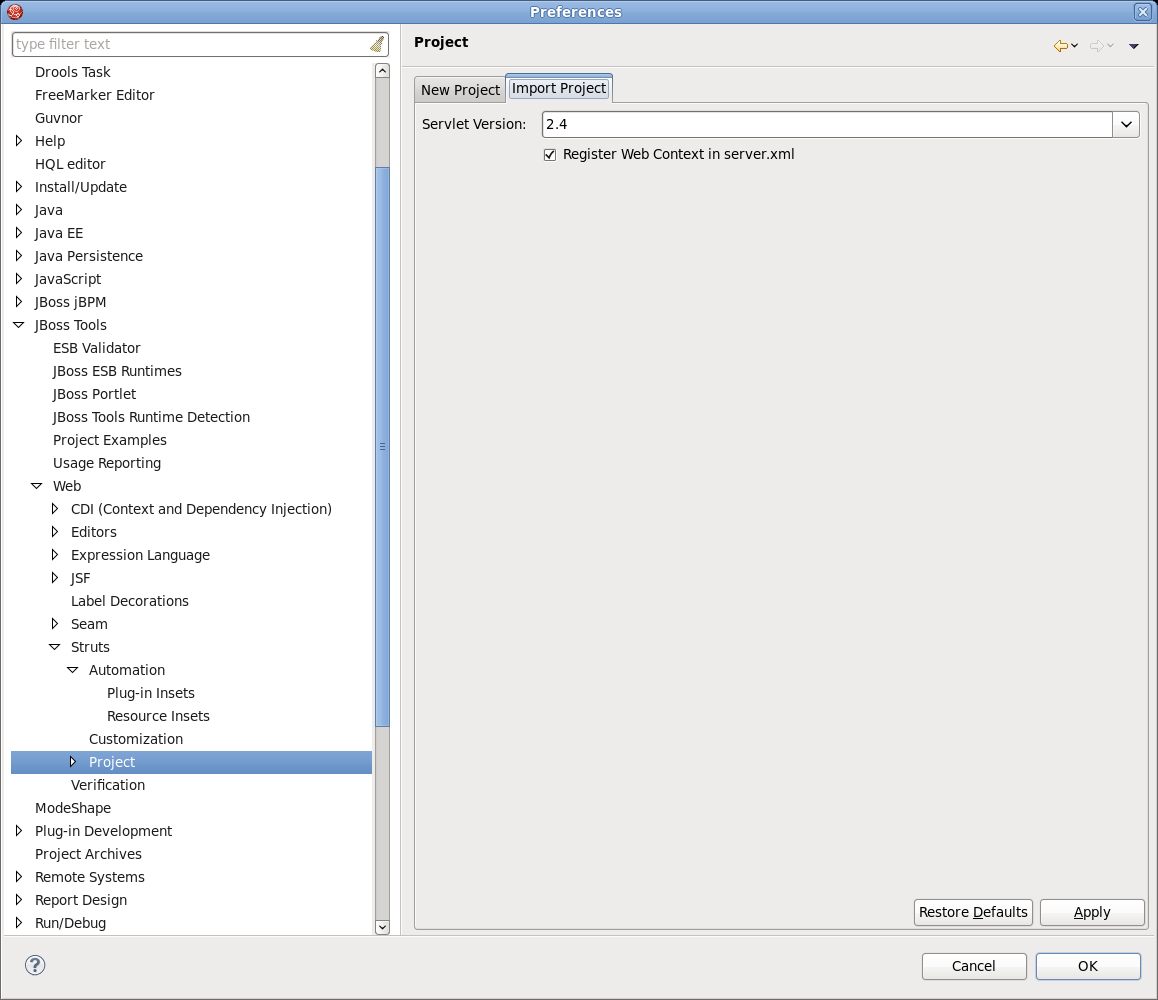 Preferences
type filter text
Drools Task
FreeMarker Editor
Guvnor
Help
HQL editor
Install/Update
Java
Java EE
Java Persistence
JavaScript
JBoss jBPM
JBoss Tools
ESB Validator
JBoss ESB Runtimes
JBoss Portlet
JBoss Tools Runtime Detection
Project Examples
Usage Reporting
Web
CDI (Context and Dependency Injection)
Editors
Expression Language
JSF
Label Decorations
Seam
Struts
Automation
Plug-in Insets
Resource Insets
Customization
Project
Verification
ModeShape
Plug-in Development
Project Archives
Remote Systems
Report Design
Run/Debug
Project
New Project Import Project
Servlet Version: 2.4
Register Web Context in server.xml
Restore Defaults Apply
? Cancel OK